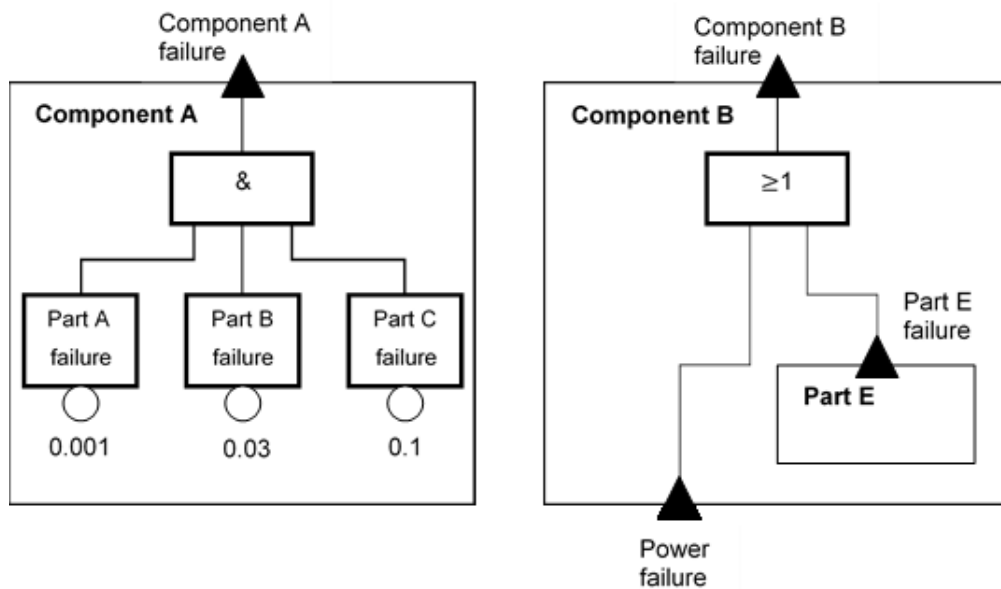 Component A
failure
Component A
&
Part A
failure
Part B
failure
Part C
failure
0.001
0.03
0.1
Component B
failure
Component B
≥1
Part E
failure
Part E
Power
failure